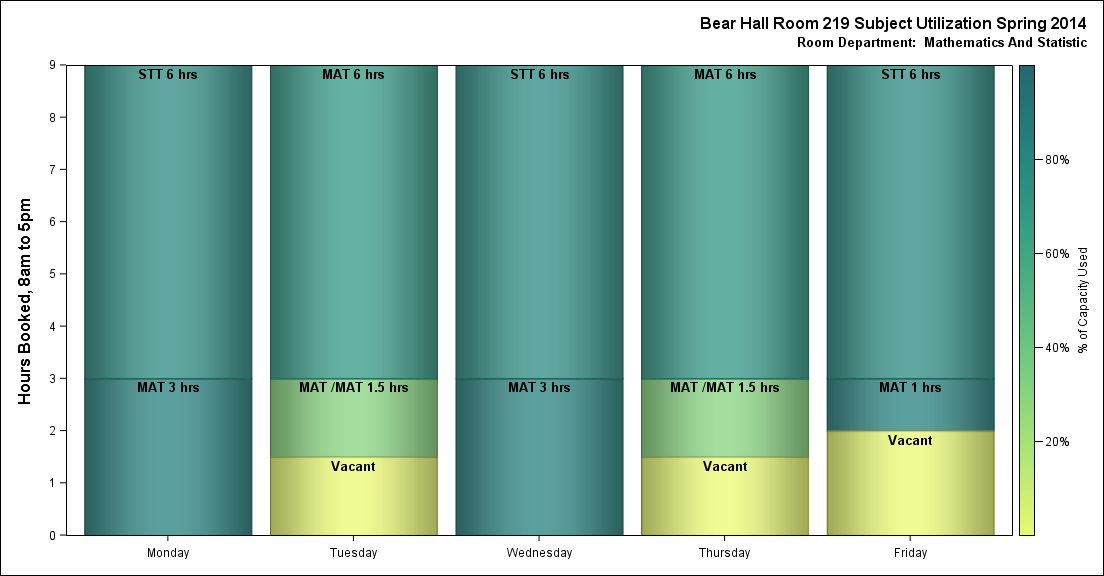 Bear Hall Room 219 Subject Utilization Spring 2014
Room Department: Mathematics And Statistic
Hours Booked, 8am to 5pm
9
8
7
6
5
4
3
2
1
0
STT 6 hrs
MAT 3 hrs
MAT 6 hrs
MAT /MAT 1.5 hrs
Vacant
STT 6 hrs
MAT 3 hrs
MAT 6 hrs
MAT /MAT 1.5 hrs
Vacant
STT 6 hrs
MAT 1 hrs
Vacant
Monday
Tuesday
Wednesday
Thursday
Friday
80%
60%
40%
20%
% of Capacity Used